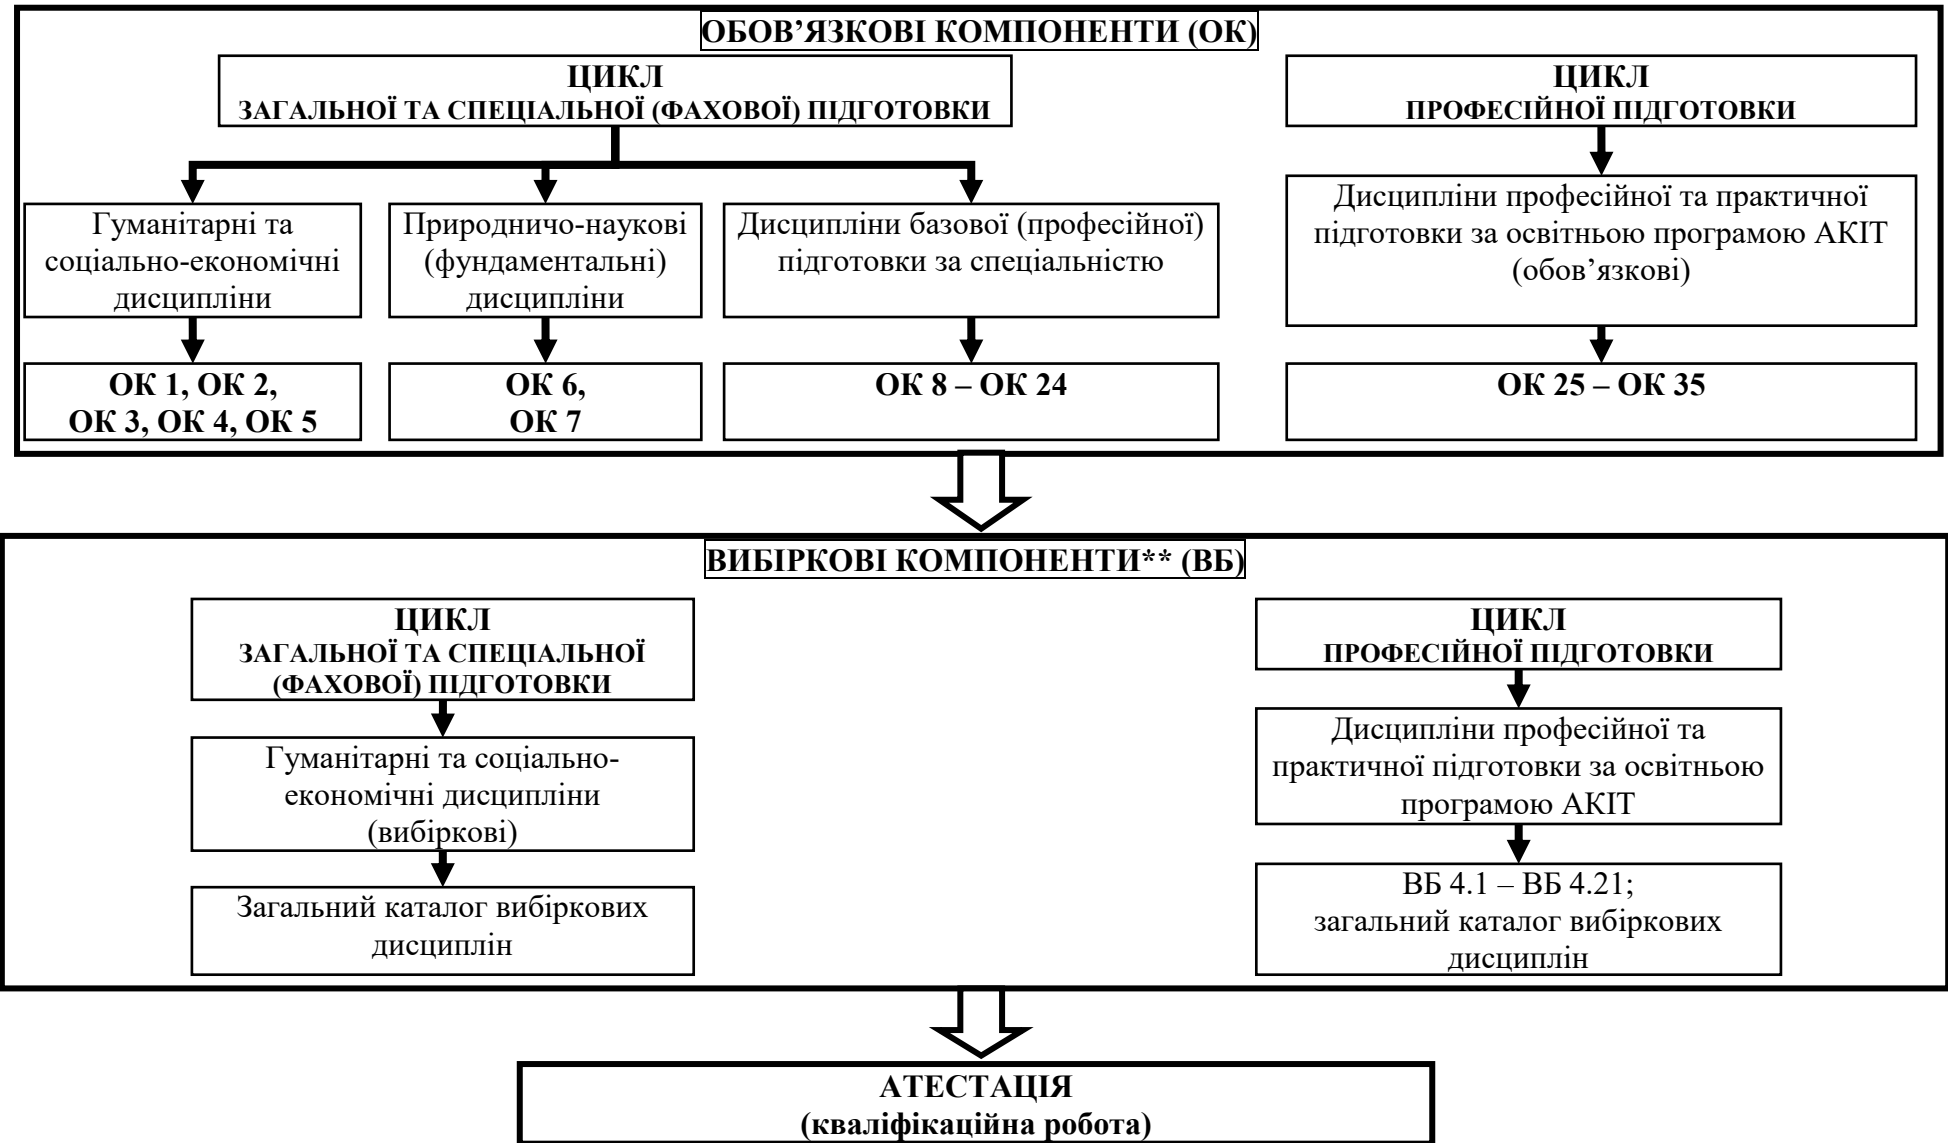 ОБОВ’ЯЗКОВІ КОМПОНЕНТИ (ОК)
ЦИКЛ
ЗАГАЛЬНОЇ ТА СПЕЦІАЛЬНОЇ (ФАХОВОЇ) ПІДГОТОВКИ
ЦИКЛ
ПРОФЕСІЙНОЇ ПІДГОТОВКИ
Гуманітарні та
соціально-економічні
дисципліни
Природничо-наукові
(фундаментальні)
дисципліни
Дисципліни базової (професійної)
підготовки за спеціальністю
Дисципліни професійної та практичної
підготовки за освітньою програмою АКІТ
(обов’язкові)
ОК 1, ОК 2,
ОК 3, ОК 4, ОК 5
ОК 6,
ОК 7
ОК 8 – ОК 24
ОК 25 – ОК 35
ВИБІРКОВІ КОМПОНЕНТИ** (ВБ)
ЦИКЛ
ЗАГАЛЬНОЇ ТА СПЕЦІАЛЬНОЇ
(ФАХОВОЇ) ПІДГОТОВКИ
ЦИКЛ
ПРОФЕСІЙНОЇ ПІДГОТОВКИ
Гуманітарні та соціально-
економічні дисципліни
(вибіркові)
Дисципліни професійної та
практичної підготовки за освітньою
програмою АКІТ
Загальний каталог вибіркових
дисциплін
ВБ 4.1 – ВБ 4.21;
загальний каталог вибіркових
дисциплін
АТЕСТАЦІЯ
(кваліфікаційна робота)